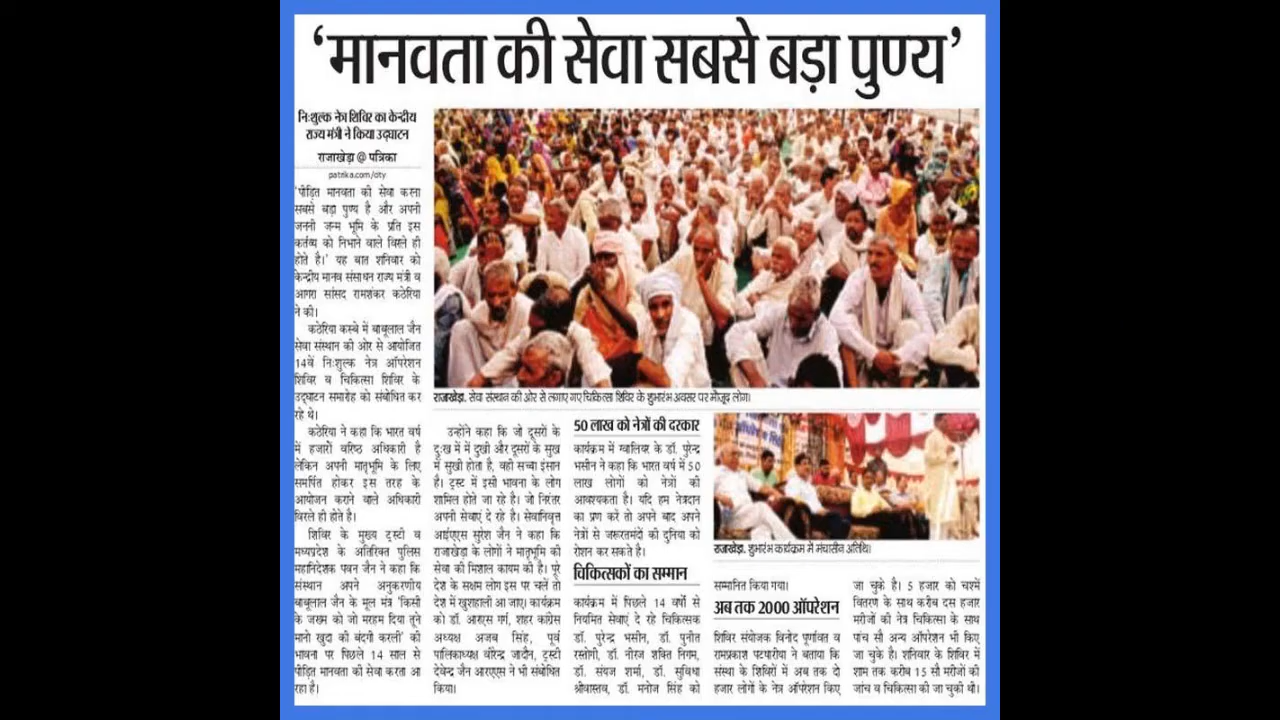 ‘मानवता की सेवा सबसे बड़ा पुण्य’
निःशुल्क नेत्र शिविर का केन्द्रीय
राज्य मंत्री ने किया उद्घाटन
राजाखेड़ा @ पत्रिका
patrika.com/city
‘पीड़ित मानवता की सेवा करना
सबसे बड़ा पुण्य है और अपनी
जननी जन्म भूमि के प्रति इस
कर्तव्य को निभाने वाले विरले ही
होते है।’ यह बात शनिवार को
केन्द्रीय मानव संसाधन राज्य मंत्री व
आगरा सांसद रामशंकर कठेरिया
ने की।
कठेरिया कस्बे में बाबूलाल जैन
सेवा संस्थान की ओर से आयोजित
14वें निःशुल्क नेत्र ऑपरेशन
शिविर व चिकित्सा शिविर के
उद्घाटन समारोह को संबोधित कर
रहे थे।
कठेरिया ने कहा कि भारत वर्ष
में हजारों वरिष्ठ अधिकारी है
लेकिन अपनी मातृभूमि के लिए
समर्पित होकर इस तरह के
आयोजन कराने वाले अधिकारी
विरले ही होते है।
शिविर के मुख्य ट्रस्टी व
मध्यप्रदेश के अतिरिक्त पुलिस
महानिदेशक पवन जैन ने कहा कि
संस्थान अपने अनुकरणीय
बाबूलाल जैन के मूल मंत्र ‘किसी
के जख्म को जो मरहम दिया तूने
मानो खुदा की बंदगी करली’ की
भावना पर पिछले 14 साल से
पीड़ित मानवता की सेवा करता आ
रहा है।
राजाखेड़ा. सेवा संस्थान की ओर से लगाए गए चिकित्सा शिविर के शुभारंभ अवसर पर मौजूद लोग।
उन्होंने कहा कि जो दूसरों के
दुःख में में दुखी और दूसरों के सुख
में सुखी होता है, वही सच्चा इंसान
है। ट्रस्ट में इसी भावना के लोग
शामिल होते जा रहे है। जो निरंतर
अपनी सेवाएं दे रहे है। सेवानिवृत्त
आईएएस सुरेश जैन ने कहा कि
राजाखेड़ा के लोगों ने मातृभूमि को
सेवा की मिशाल कायम की है। पूरे
देश के सक्षम लोग इस पर चलें तो
देश में खुशहाली आ जाए। कार्यक्रम
को डॉ. आरएस गर्ग, शहर कांग्रेस
अध्यक्ष अजब सिंह, पूर्व
पालिकाध्यक्ष वीरेन्द्र जादौन, ट्रस्टी
देवेन्द्र जैन आरएएस ने भी संबोधित
किया।
50 लाख को नेत्रों की दरकार
कार्यक्रम में ग्वालियर के डॉ. पुरेन्द्र
भसीन ने कहा कि भारत वर्ष में 50
लाख लोगों को नेत्रों की
आवश्यकता है। यदि हम नेत्रदान
का प्रण करें तो अपने बाद अपने
नेत्रों से जरूरतमंदों की दुनिया को
रोशन कर सकते है।
चिकित्सकों का सम्मान
कार्यक्रम में पिछले 14 वर्षो से
नियमित सेवाएं दे रहे चिकित्सक
डॉ. पुरेन्द्र भसीन, डॉ. पुनीत
रस्तोगी, डॉ. नीरज शक्ति निगम,
डॉ. संयज शर्मा, डॉ. सुविधा
श्रीवास्तव, डॉ. मनोज सिंह को
राजाखेड़ा. शुभारंभ कार्यक्रम में मंचासीन अतिथि।
सम्मानित किया गया।
अब तक 2000 ऑपरेशन
शिविर संयोजक विनोद पूर्णावत व
रामप्रकाश पटपारीया ने बताया कि
संस्था के शिविरों में अब तक दो
हजार लोगों के नेत्र ऑपरेशन किए
जा चुके है। 5 हजार को चश्में
वितरण के साथ करीब दस हजार
मरीजों की नेत्र चिकित्सा के साथ
पांच सौ अन्य ऑपरेशन भी किए
जा चुके है। शनिवार के शिविर में
शाम तक करीब 15 सौ मरीजों की
जांच व चिकित्सा की जा चुकी थी।